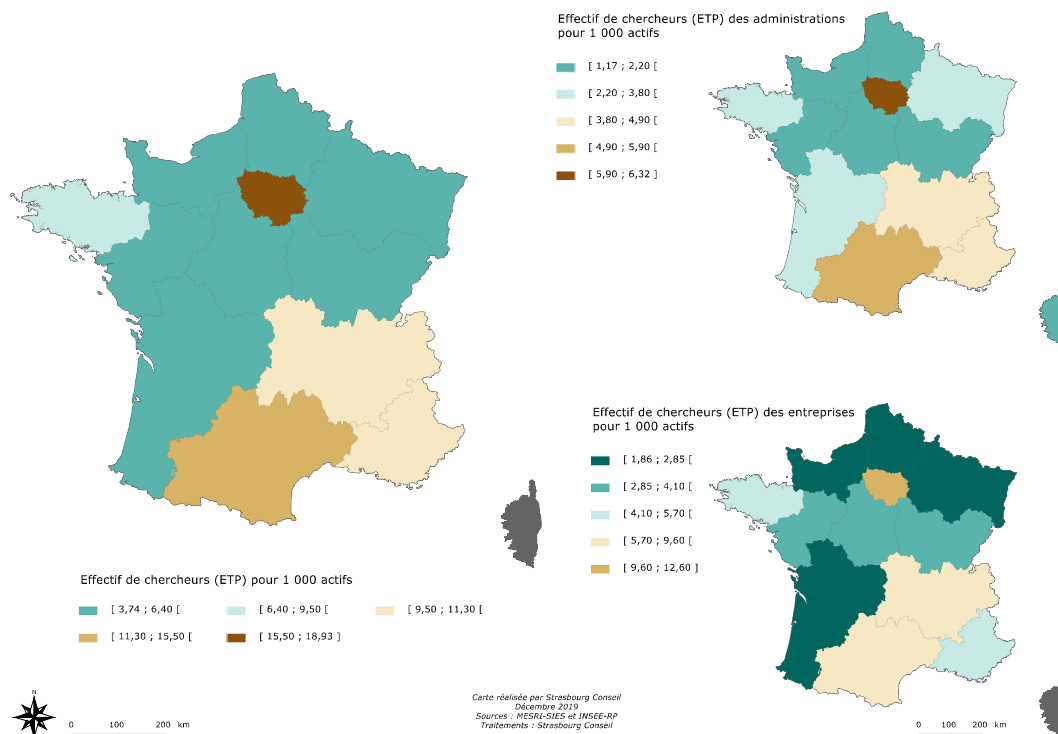 Effectif de chercheurs (ETP) des administrations
pour 1 000 actifs
[ 1,17 ; 2,20 [
[ 2,20 ; 3,80 [
[ 3,80 ; 4,90 [
[ 4,90 ; 5,90 [
[ 5,90 ; 6,32 ]
Effectif de chercheurs (ETP) des entreprises
pour 1 000 actifs
[ 1,86 ; 2,85 [
[ 2,85 ; 4,10 [
[ 4,10 ; 5,70 [
[ 5,70 ; 9,60 [
[ 9,60 ; 12,60 ]
Effectif de chercheurs (ETP) pour 1 000 actifs
[ 3,74 ; 6,40 [
[ 6,40 ; 9,50 [
[ 9,50 ; 11,30 [
[ 11,30 ; 15,50 [
[ 15,50 ; 18,93 ]
N
0 100 200 km
Carte réalisée par Strasbourg Conseil
Décembre 2019
Sources : MESRI-SIES et INSEE-RP
Traitements : Strasbourg Conseil
0 100 200 km